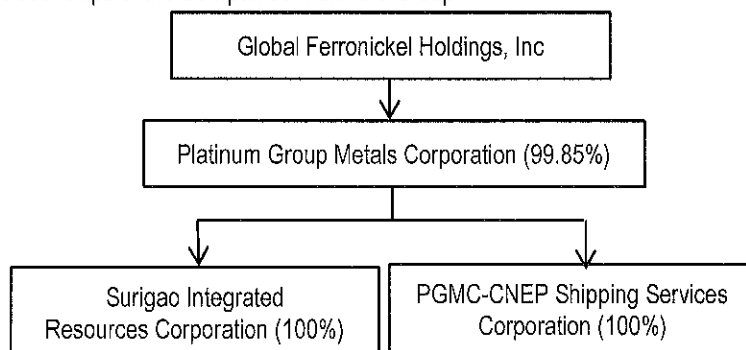 Global Ferronickel Holdings, Inc
Platinum Group Metals Corporation (99.85%)
Surigao Integrated
Resources Corporation (100%)
PGMC-CNEP Shipping Services
Corporation (100%)